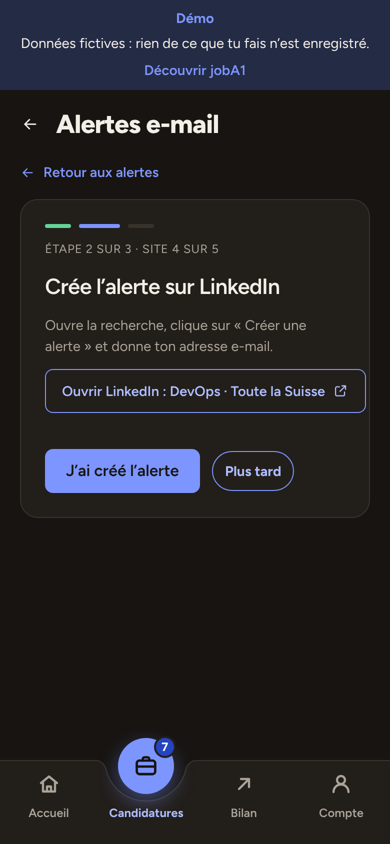 Démo
Données fictives : rien de ce que tu fais n’est enregistré.
Découvrir jobA1
Alertes e-mail
Retour aux alertes
ÉTAPE 2 SUR 3 · SITE 4 SUR 5
Crée l’alerte sur LinkedIn
Ouvre la recherche, clique sur « Créer une
alerte » et donne ton adresse e-mail.
Ouvrir LinkedIn : DevOps · Toute la Suisse
J’ai créé l’alerte
Plus tard
7
Accueil
Candidatures
Bilan
Compte